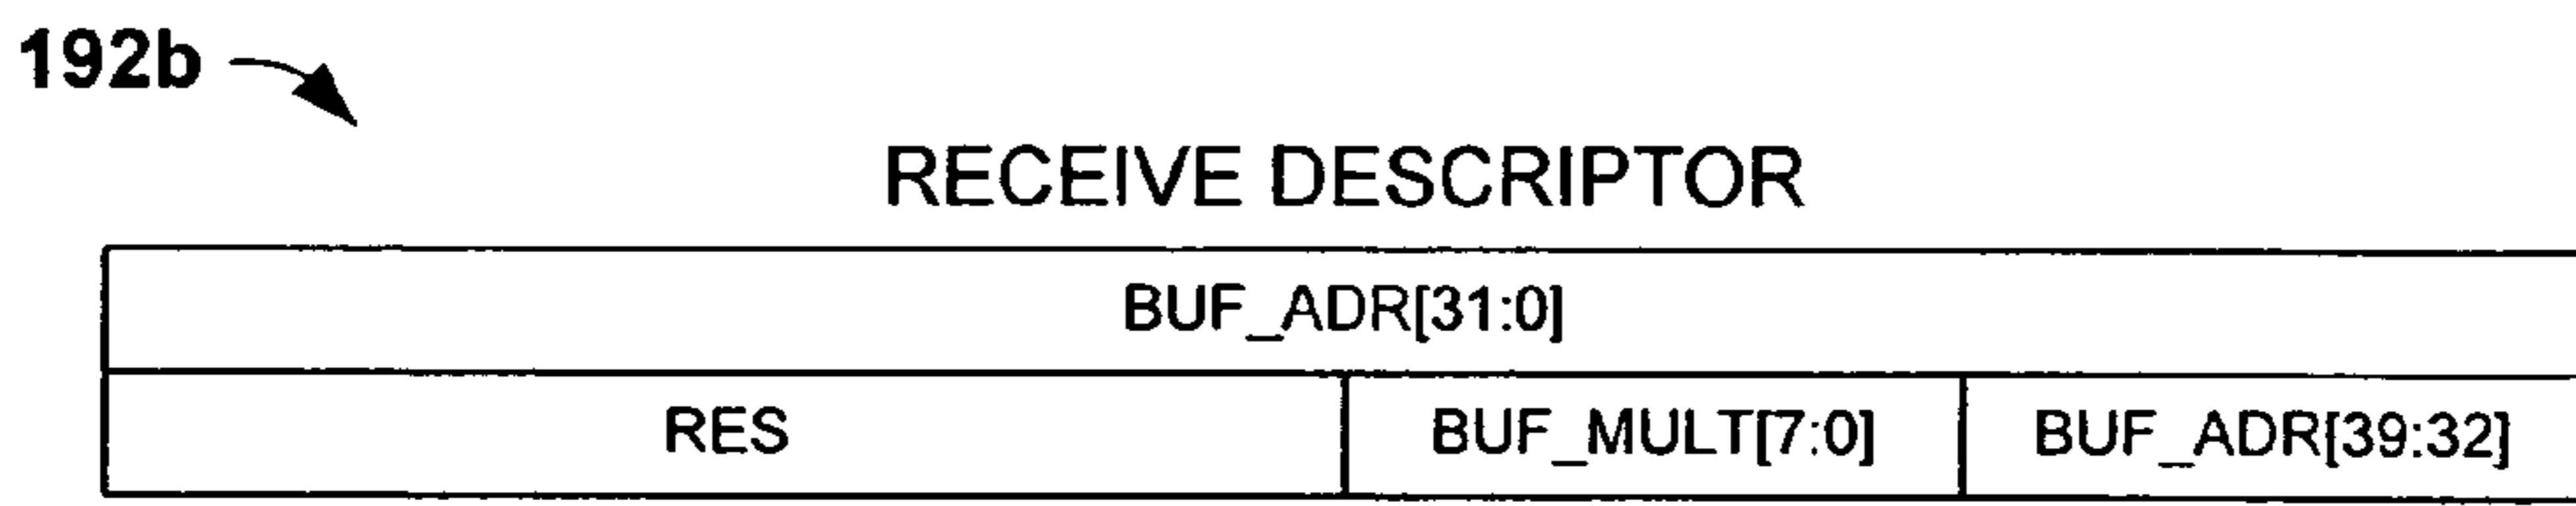 192b
RECEIVE DESCRIPTOR
BUF_ADR[31:0]
RES BUF_MULT[7:0] BUF_ADR[39:32]